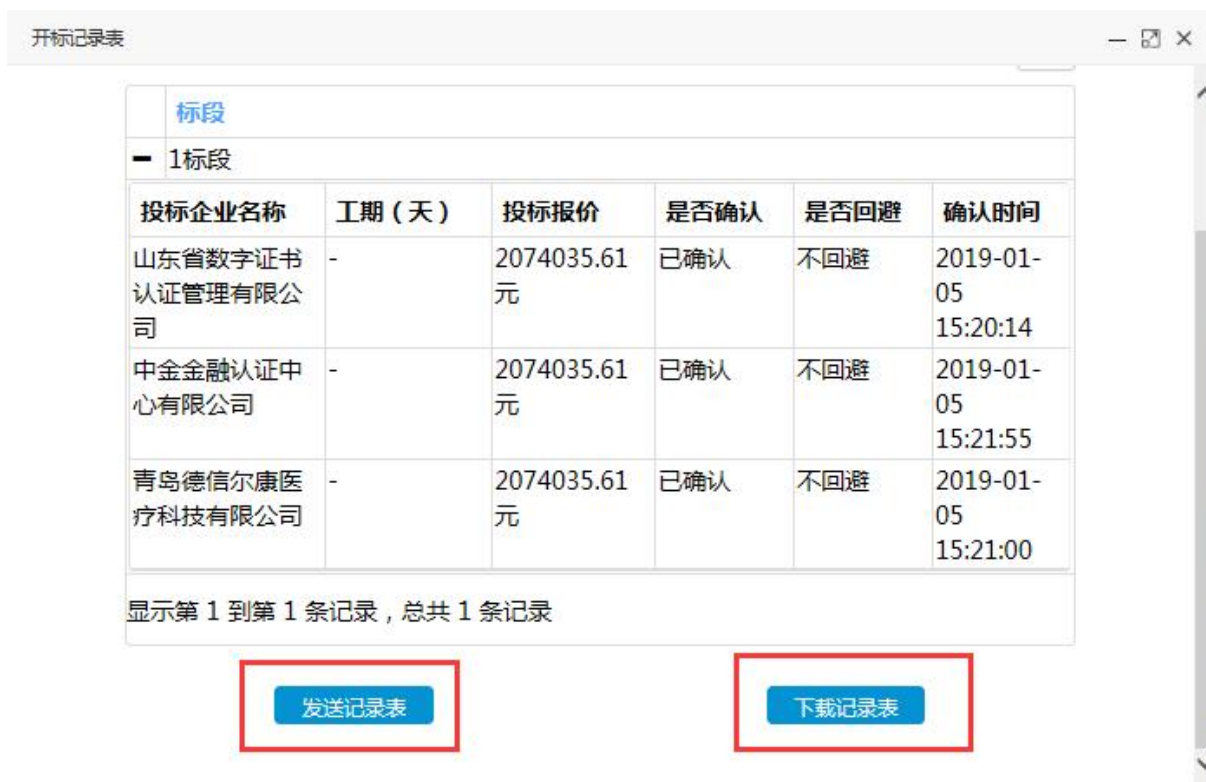 开标记录表
标段
1标段
投标企业名称 工期（天） 投标报价 是否确认 是否回避 确认时间
山东省数字证书 - 2074035.61 已确认 不回避 2019-01-
认证管理有限公 元 05
司 15:20:14
中金金融认证中 - 2074035.61 已确认 不回避 2019-01-
心有限公司 元 05
15:21:55
青岛德信尔康医 - 2074035.61 已确认 不回避 2019-01-
疗科技有限公司 元 05
15:21:00
显示第 1 到第 1 条记录，总共 1 条记录
发送记录表 下载记录表